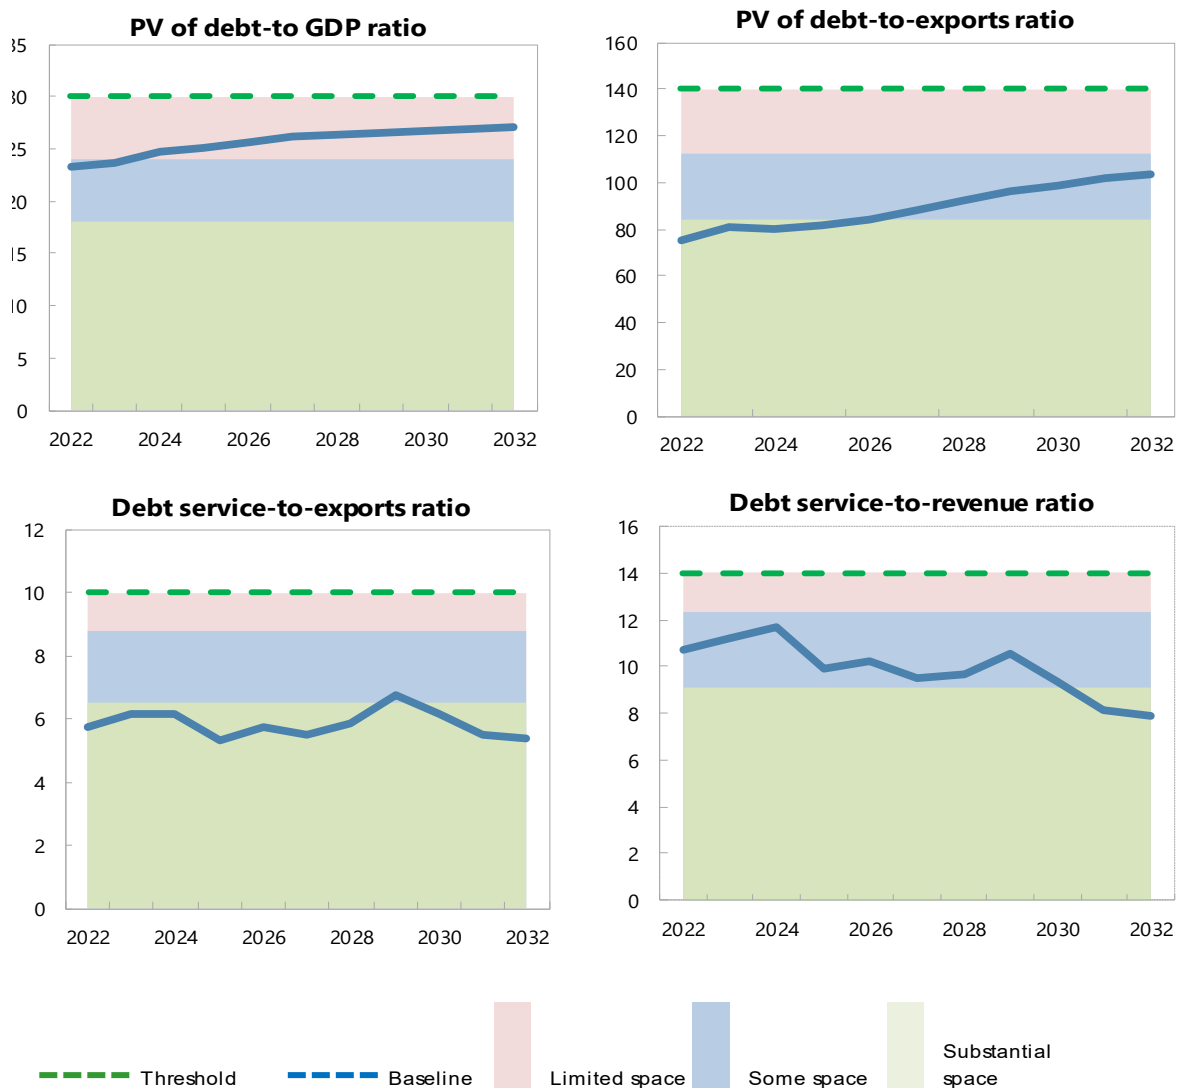 PV of debt-to GDP ratio
35
30
25
20
15
10
5
0
2022 2024 2026 2028 2030 2032
PV of debt-to-exports ratio
160
140
120
100
80
60
40
20
0
2022 2024 2026 2028 2030 2032
Debt service-to-exports ratio
12
10
8
6
4
2
0
2022 2024 2026 2028 2030 2032
Debt service-to-revenue ratio
16
14
12
10
8
6
4
2
0
2022 2024 2026 2028 2030 2032
Threshold
Baseline
Limited space
Some space
Substantial
space